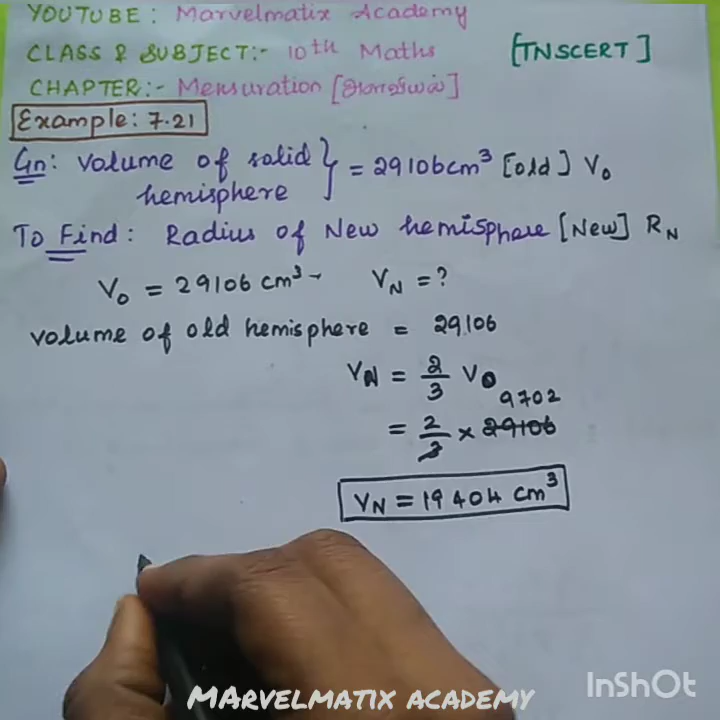 YOUTUBE: Marvelmatix Academy
CLASS & SUBJECT:- 10th Maths [TNSCERT]
CHAPTER:- Mensuration [அளவியல்]
Example: 7.21
Gn: Volume of solid hemisphere } = 29106cm³ [old] V₀
To Find: Radius of New hemisphere [New] R_N
V₀ = 29106 cm³ V_N = ?
volume of old hemisphere = 29106
V_N = 2/3 V₀
9702
= 2/3 × 29106
V_N = 19404 cm³
MARVELMATIX ACADEMY
InShOt